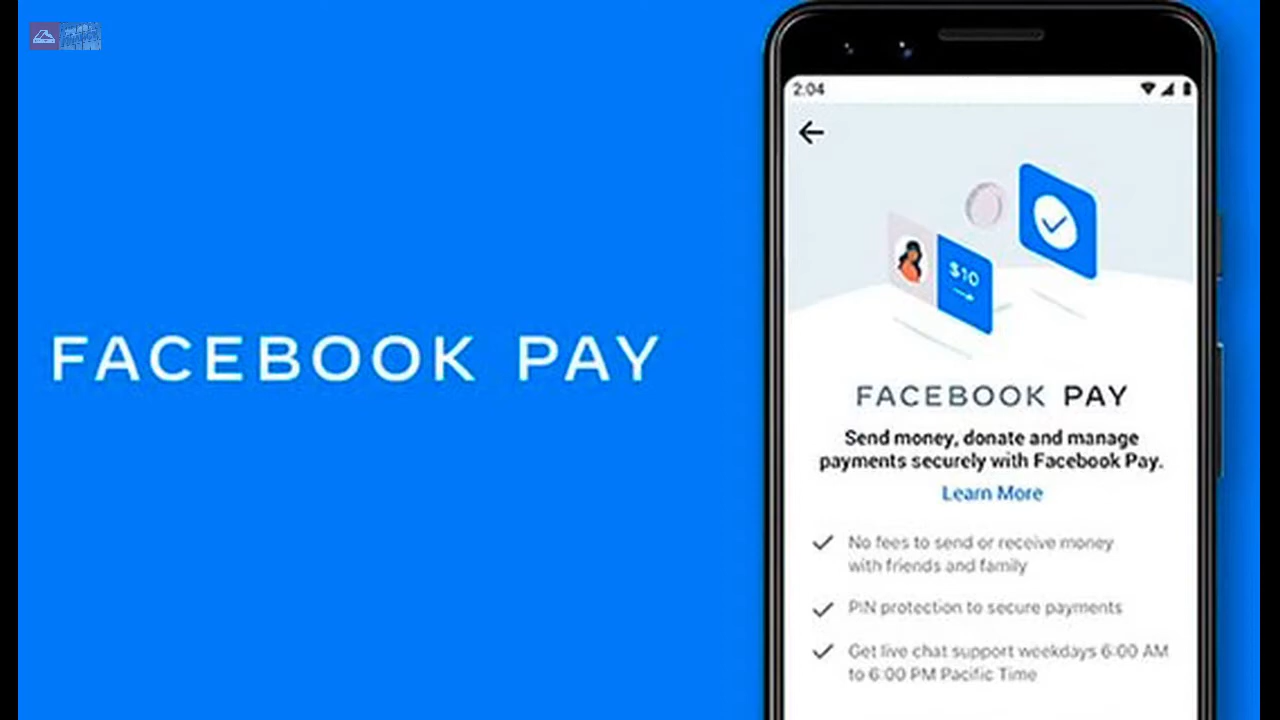 FACEBOOK PAY
2:04
$10
FACEBOOK PAY
Send money, donate and manage
payments securely with Facebook Pay.
Learn More
No fees to send or receive money
with friends and family
PIN protection to secure payments
Get live chat support weekdays 6:00 AM
to 6:00 PM Pacific Time